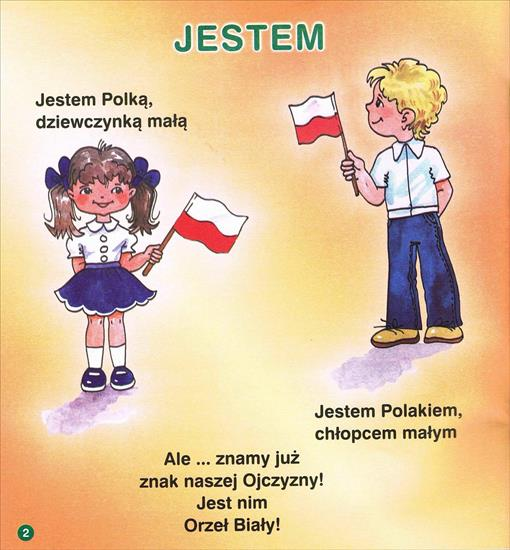 JESTEM
Jestem Polką,
dziewczynką małą
Jestem Polakiem,
chłopcem małym
Ale ... znamy już
znak naszej Ojczyzny!
Jest nim
Orzeł Biały!
2